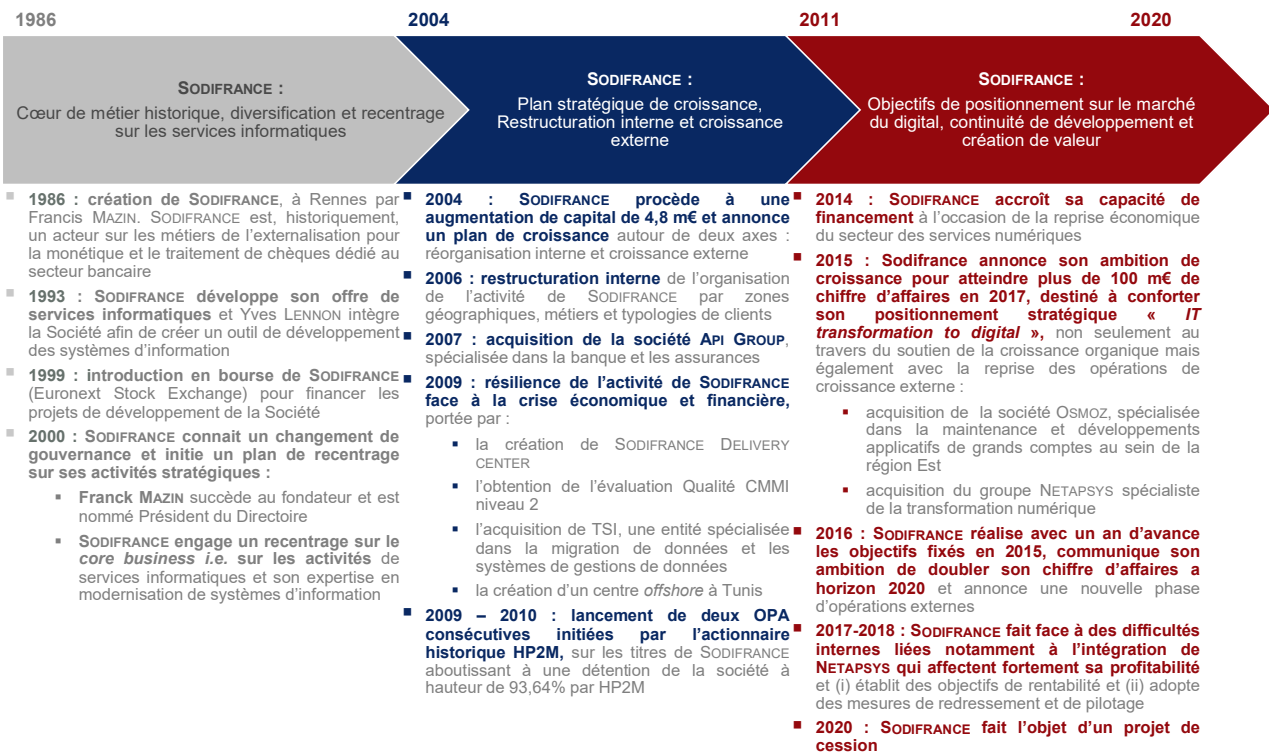 1986
2004
2011
2020
SODIFRANCE :
Cœur de métier historique, diversification et recentrage
sur les services informatiques
SODIFRANCE :
Plan stratégique de croissance,
Restructuration interne et croissance
externe
SODIFRANCE :
Objectifs de positionnement sur le marché
du digital, continuité de développement et
création de valeur
1986 : création de SODIFRANCE, à Rennes par
Francis MAZIN. SODIFRANCE est, historiquement,
un acteur sur les métiers de l'externalisation pour
la monétique et le traitement de chèques dédié au
secteur bancaire
1993 : SODIFRANCE développe son offre de
services informatiques et Yves LENNON intègre
la Société afin de créer un outil de développement
des systèmes d'information
1999 : introduction en bourse de SODIFRANCE
(Euronext Stock Exchange) pour financer les
projets de développement de la Société
2000 : SODIFRANCE connait un changement de
gouvernance et initie un plan de recentrage
sur ses activités stratégiques :
Franck MAZIN succède au fondateur et est
nommé Président du Directoire
SODIFRANCE engage un recentrage sur le
core business i.e. sur les activités de
services informatiques et son expertise en
modernisation de systèmes d'information
2004 : SODIFRANCE procède à une
augmentation de capital de 4,8 m€ et annonce
un plan de croissance autour de deux axes :
réorganisation interne et croissance externe
2006 : restructuration interne de l'organisation
de l'activité de SODIFRANCE par zones
géographiques, métiers et typologies de clients
2007 : acquisition de la société API GROUP,
spécialisée dans la banque et les assurances
2009 : résilience de l'activité de SODIFRANCE
face à la crise économique et financière,
portée par :
la création de SODIFRANCE DELIVERY
CENTER
l'obtention de l'évaluation Qualité CMMI
niveau 2
l'acquisition de TSI, une entité spécialisée
dans la migration de données et les
systèmes de gestions de données
la création d'un centre offshore à Tunis
2009 – 2010 : lancement de deux OPA
consécutives initiées par l'actionnaire
historique HP2M, sur les titres de SODIFRANCE
aboutissant à une détention de la société à
hauteur de 93,64% par HP2M
2014 : SODIFRANCE accroît sa capacité de
financement à l'occasion de la reprise économique
du secteur des services numériques
2015 : Sodifrance annonce son ambition de
croissance pour atteindre plus de 100 m€ de
chiffre d'affaires en 2017, destiné à conforter
son positionnement stratégique « IT
transformation to digital », non seulement au
travers du soutien de la croissance organique mais
également avec la reprise des opérations de
croissance externe :
acquisition de la société OSMOZ, spécialisée
dans la maintenance et développements
applicatifs de grands comptes au sein de la
région Est
acquisition du groupe NETAPSYS spécialiste
de la transformation numérique
2016 : SODIFRANCE réalise avec un an d'avance
les objectifs fixés en 2015, communique son
ambition de doubler son chiffre d'affaires a
horizon 2020 et annonce une nouvelle phase
d'opérations externes
2017-2018 : SODIFRANCE fait face à des difficultés
internes liées notamment à l'intégration de
NETAPSYS qui affectent fortement sa profitabilité
et (i) établit des objectifs de rentabilité et (ii) adopte
des mesures de redressement et de pilotage
2020 : SODIFRANCE fait l'objet d'un projet de
cession